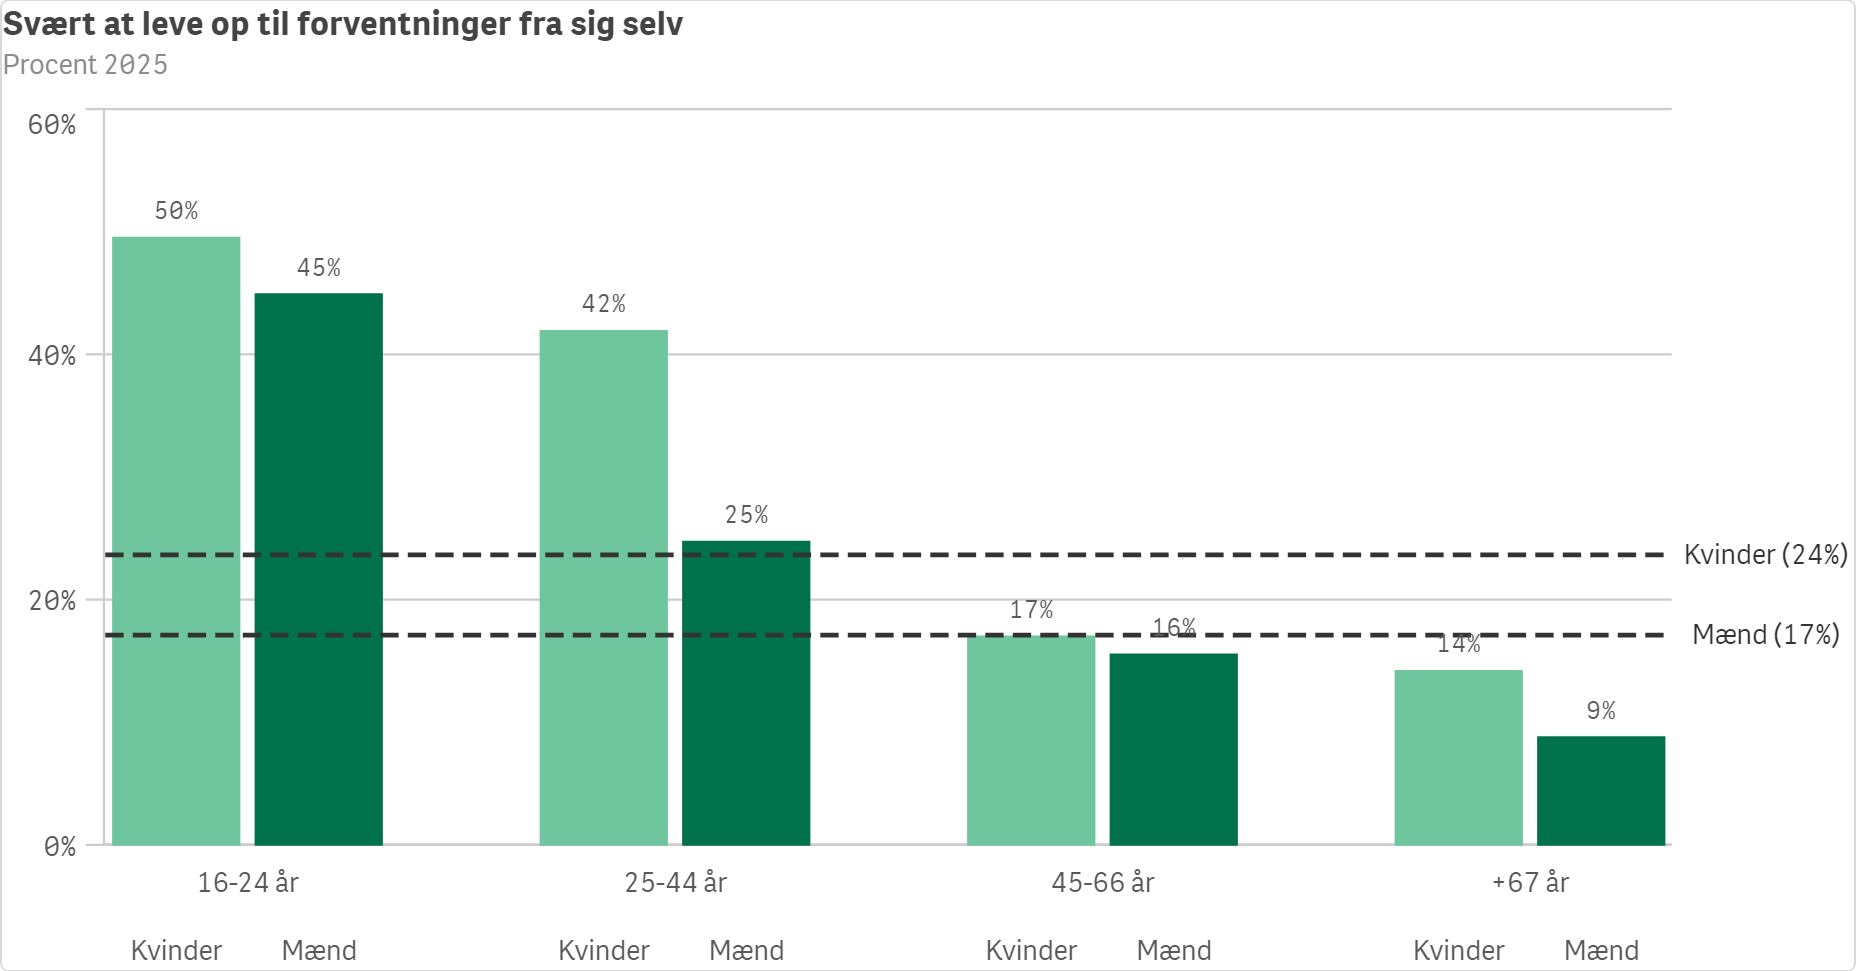 Svært at leve op til forventninger fra sig selv
Procent 2025
60%
50%
45%
42%
40%
25%
Kvinder (24%)
20%
17%
16%
Mænd (17%)
14%
9%
0%
16-24 år
25-44 år
45-66 år
+67 år
Kvinder Mænd Kvinder Mænd Kvinder Mænd Kvinder Mænd